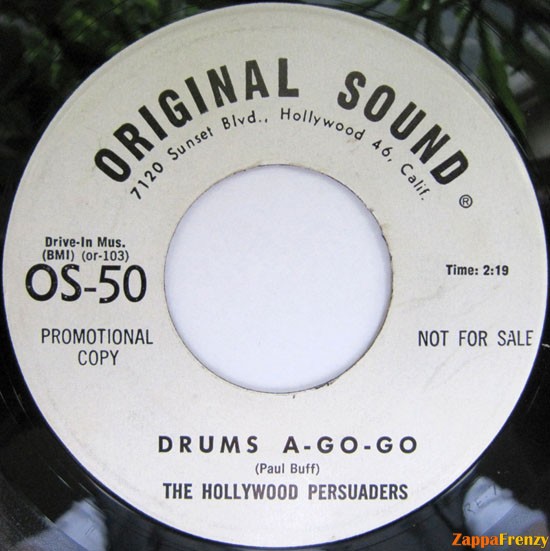 ORIGINAL SOUND ®
7120 Sunset Blvd., Hollywood 46, Calif.
Drive-In Mus.
(BMI) (or-103)
OS-50
PROMOTIONAL
COPY
Time: 2:19
NOT FOR SALE
DRUMS A-GO-GO
(Paul Buff)
THE HOLLYWOOD PERSUADERS
ZappaFrenzy